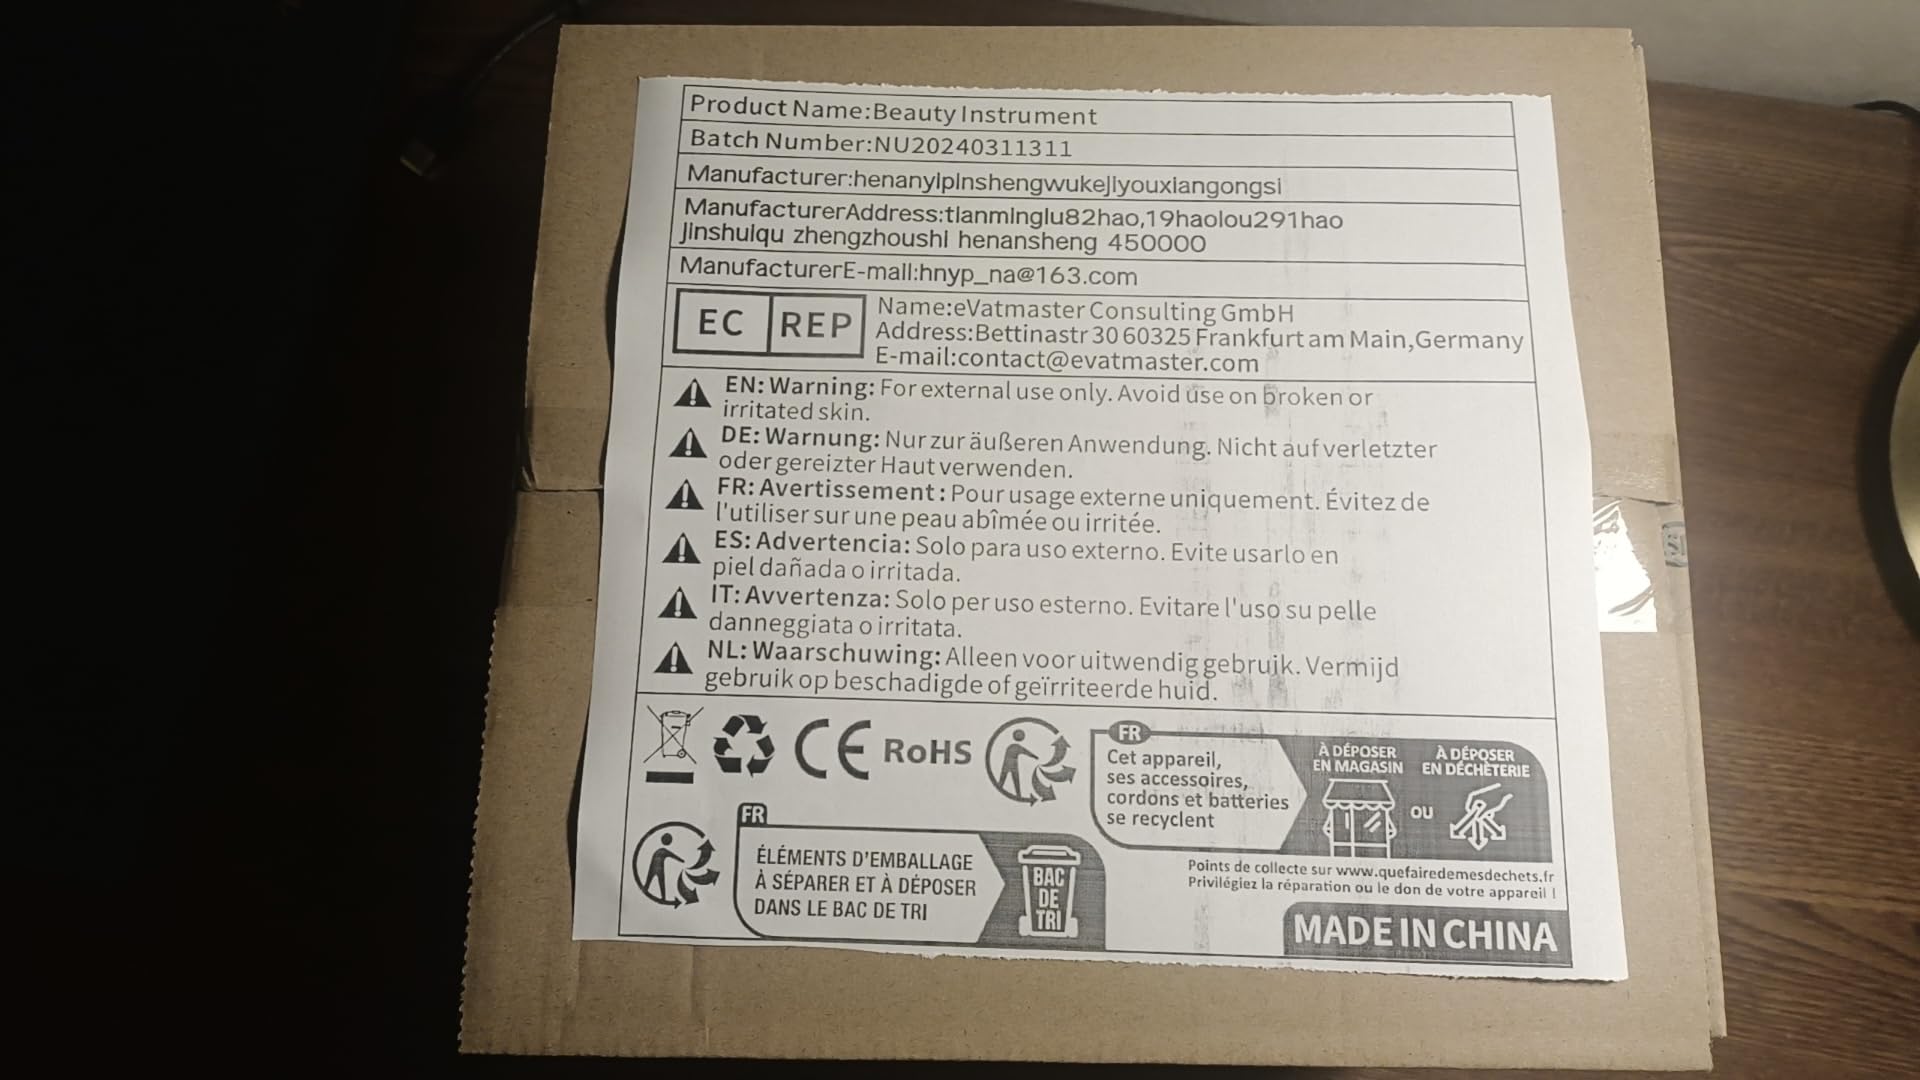 Product Name:Beauty Instrument
Batch Number:NU20240311311
Manufacturer:henanyipinshengwukejiyouxiangongsi
ManufacturerAddress:tianminglu82hao,19haolou291hao
jinshuiqu zhengzhoushi henansheng 450000
ManufacturerE-mail:hnyp_na@163.com
EC REP
Name:eVatmaster Consulting GmbH
Address:Bettinastr 30 60325 Frankfurt am Main,Germany
E-mail:contact@evatmaster.com
EN: Warning: For external use only. Avoid use on broken or
irritated skin.
DE: Warnung: Nur zur äußeren Anwendung. Nicht auf verletzter
oder gereizter Haut verwenden.
FR: Avertissement : Pour usage externe uniquement. Évitez de
l'utiliser sur une peau abîmée ou irritée.
ES: Advertencia: Solo para uso externo. Evite usarlo en
piel dañada o irritada.
IT: Avvertenza: Solo per uso esterno. Evitare l'uso su pelle
danneggiata o irritata.
NL: Waarschuwing: Alleen voor uitwendig gebruik. Vermijd
gebruik op beschadigde of geïrriteerde huid.
CE RoHS
FR
Cet appareil,
ses accessoires,
cordons et batteries
se recyclent
À DÉPOSER
EN MAGASIN
OU
À DÉPOSER
EN DÉCHÈTERIE
Points de collecte sur www.quefairedemesdechets.fr
Privilégiez la réparation ou le don de votre appareil !
FR
ÉLÉMENTS D'EMBALLAGE
À SÉPARER ET À DÉPOSER
DANS LE BAC DE TRI
BAC
DE
TRI
MADE IN CHINA